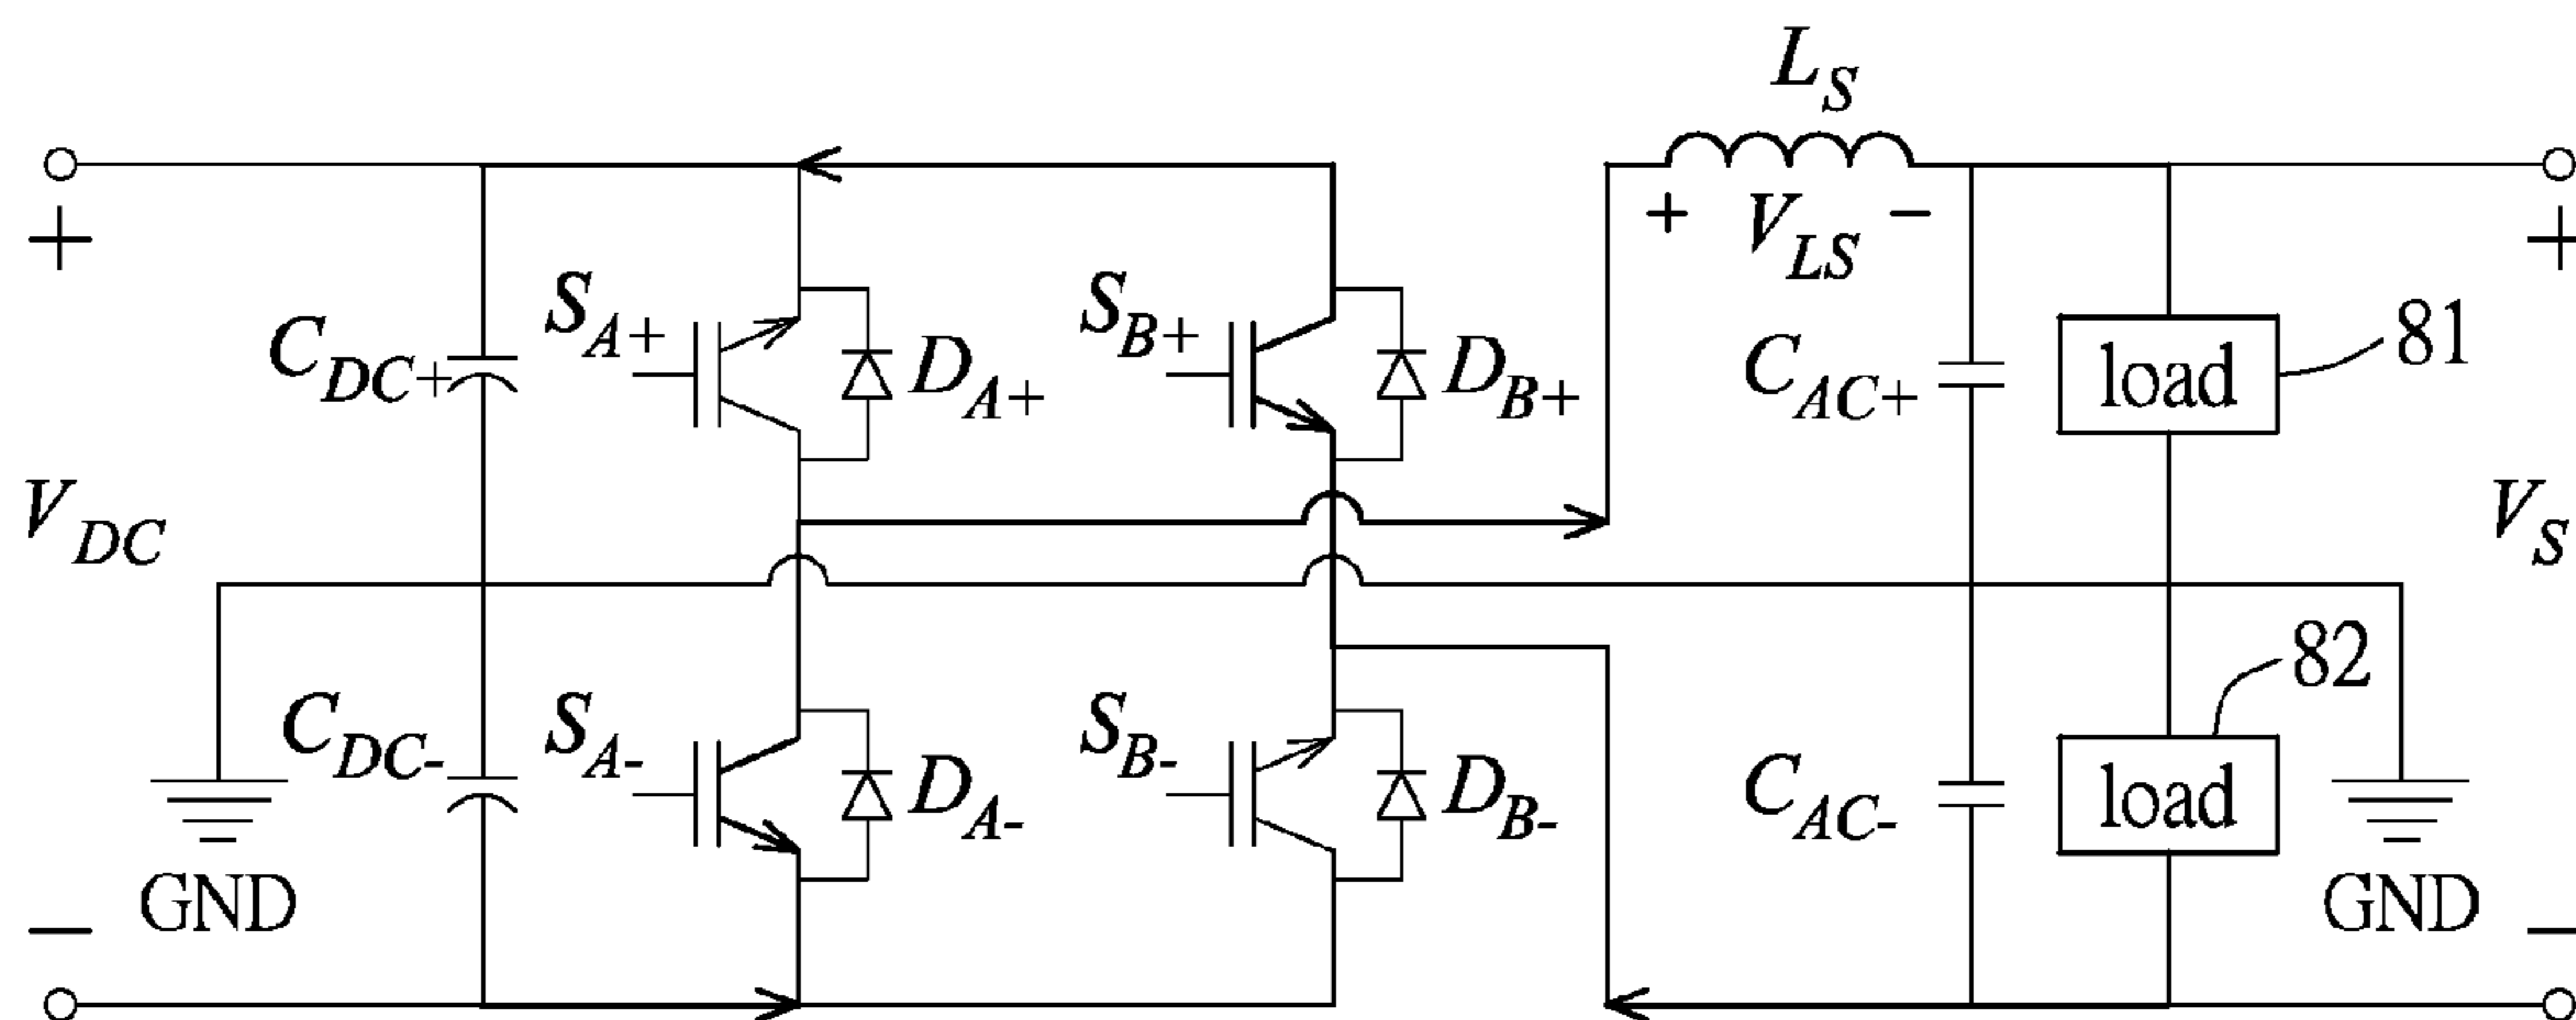 L_S
+ V_LS −
+
+
S_A+
D_A+
S_B+
D_B+
C_DC+
C_AC+
load
81
V_DC
V_S
C_DC-
S_A-
D_A-
S_B-
D_B-
C_AC-
load
82
GND
GND
−
−